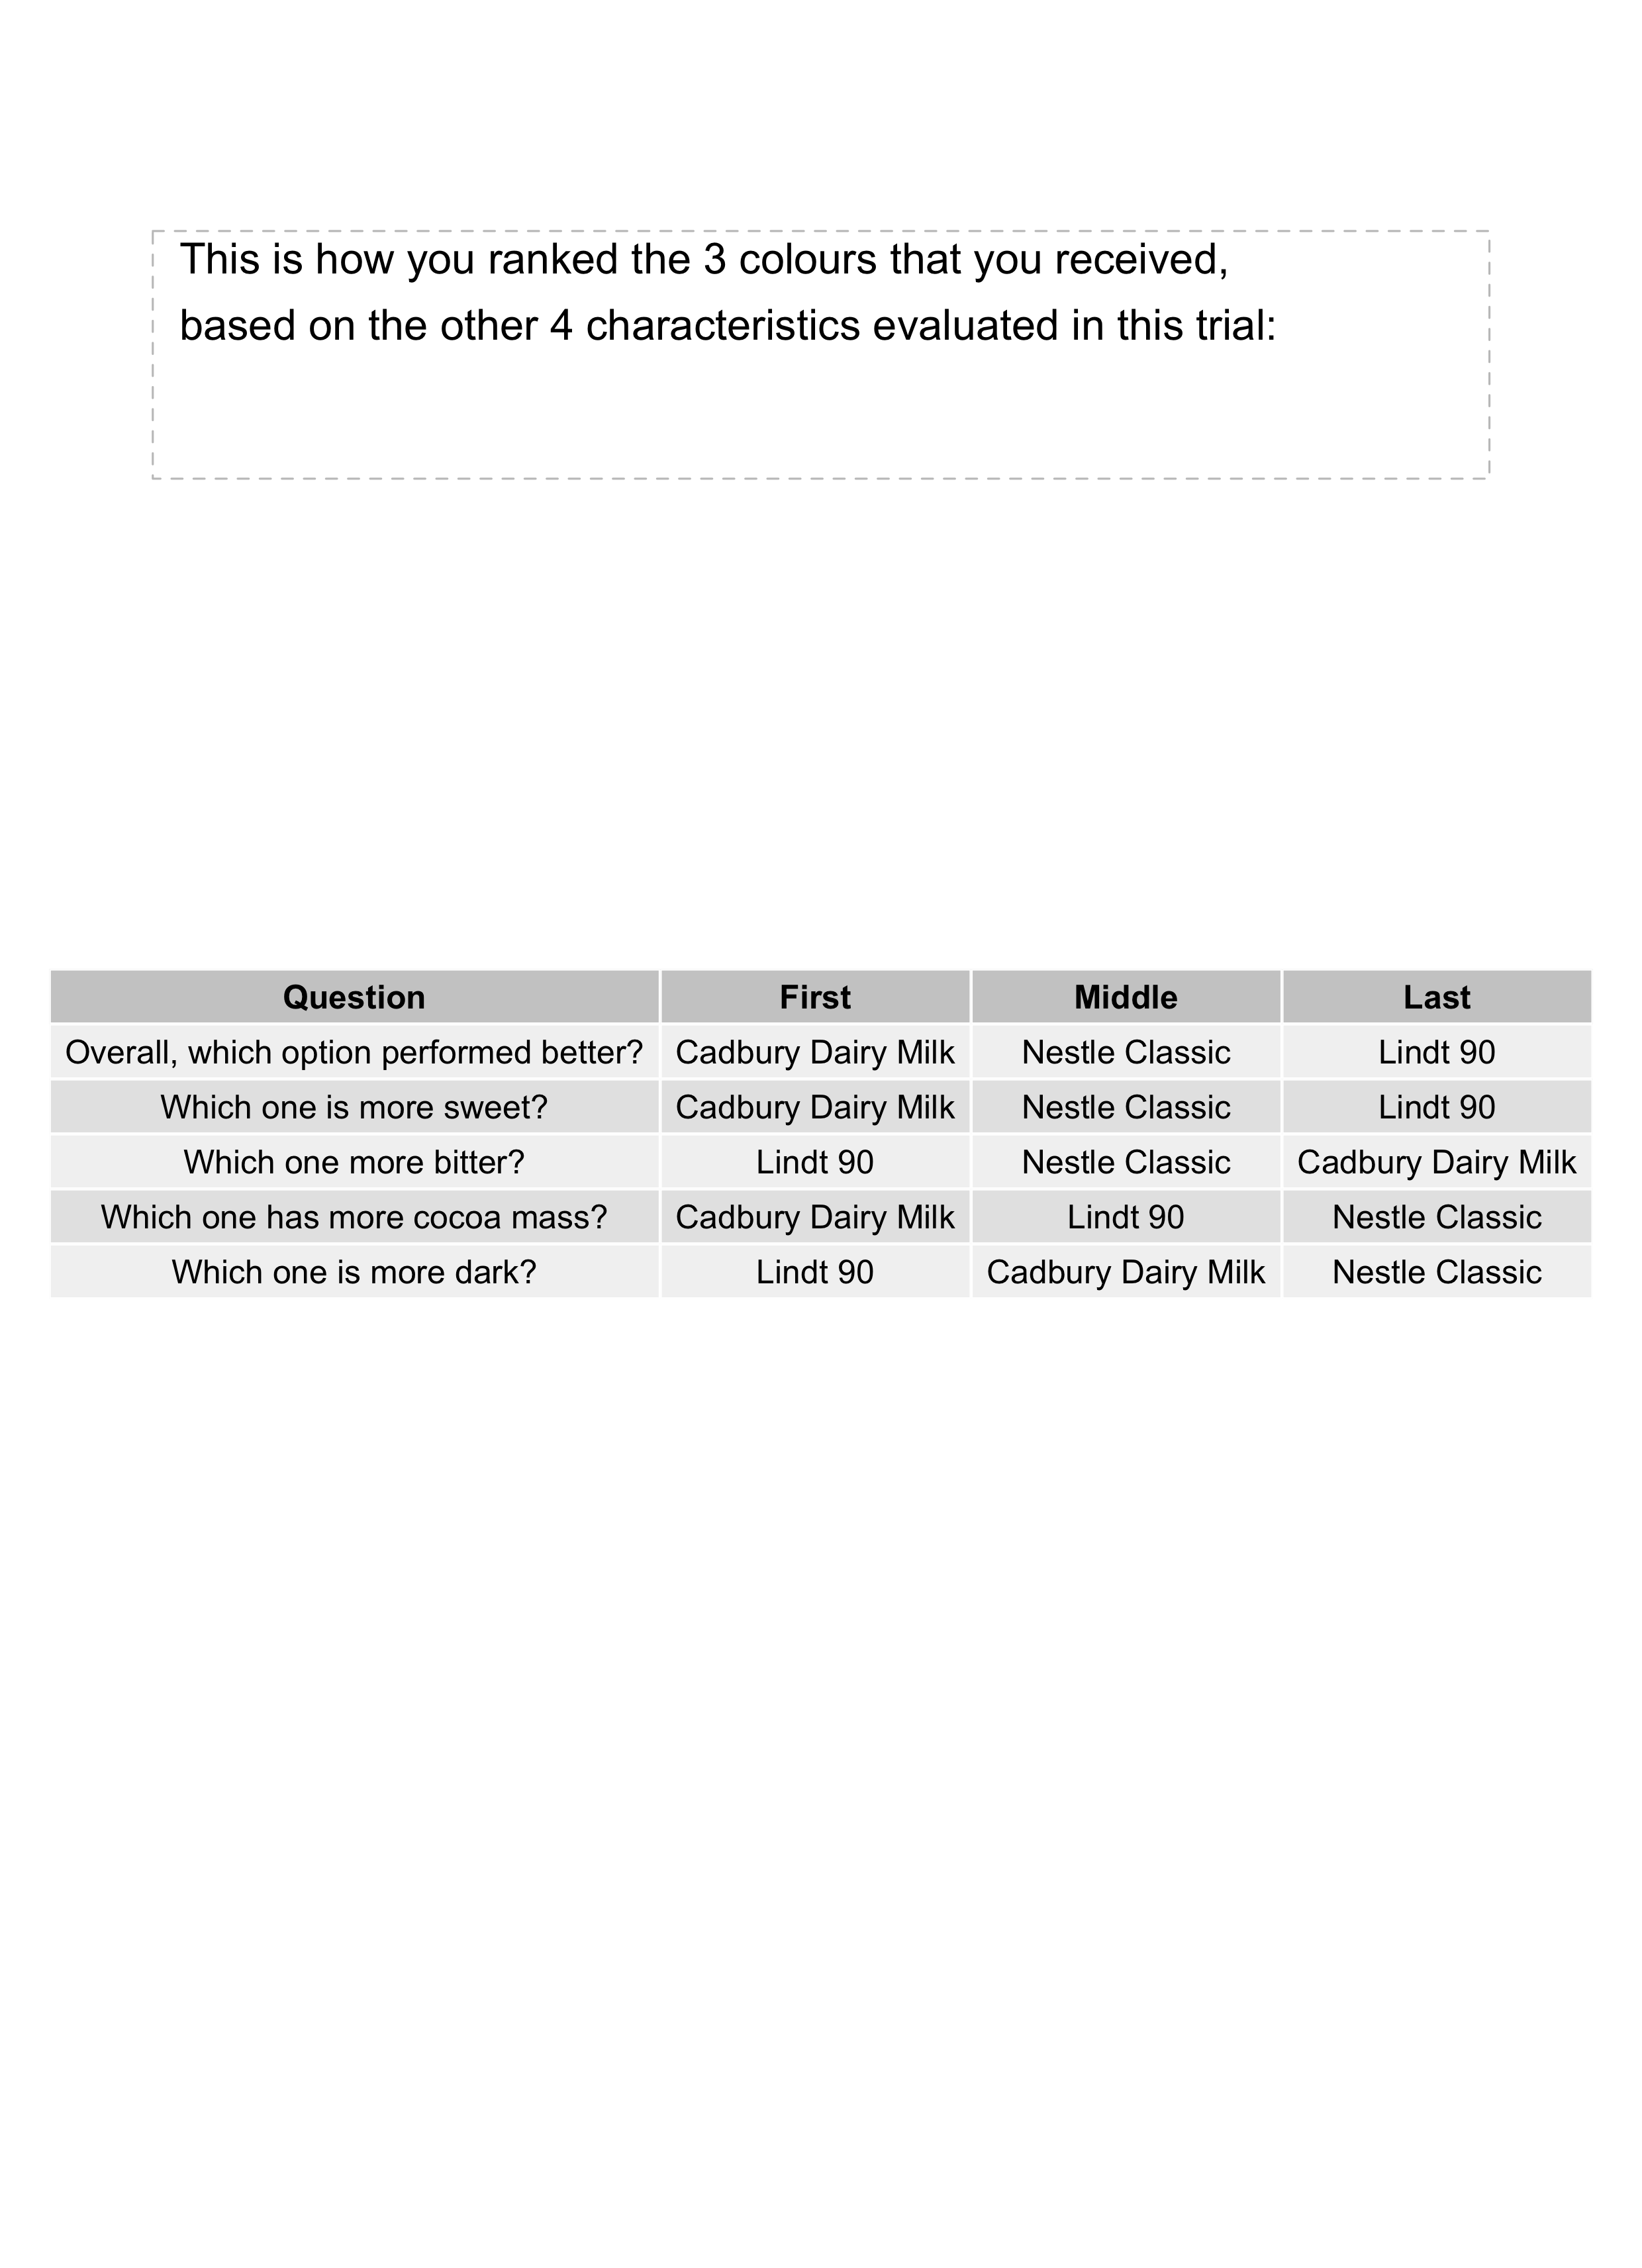 This is how you ranked the 3 colours that you received,
based on the other 4 characteristics evaluated in this trial:
Question First Middle Last
Overall, which option performed better? Cadbury Dairy Milk Nestle Classic Lindt 90
Which one is more sweet? Cadbury Dairy Milk Nestle Classic Lindt 90
Which one more bitter? Lindt 90 Nestle Classic Cadbury Dairy Milk
Which one has more cocoa mass? Cadbury Dairy Milk Lindt 90 Nestle Classic
Which one is more dark? Lindt 90 Cadbury Dairy Milk Nestle Classic